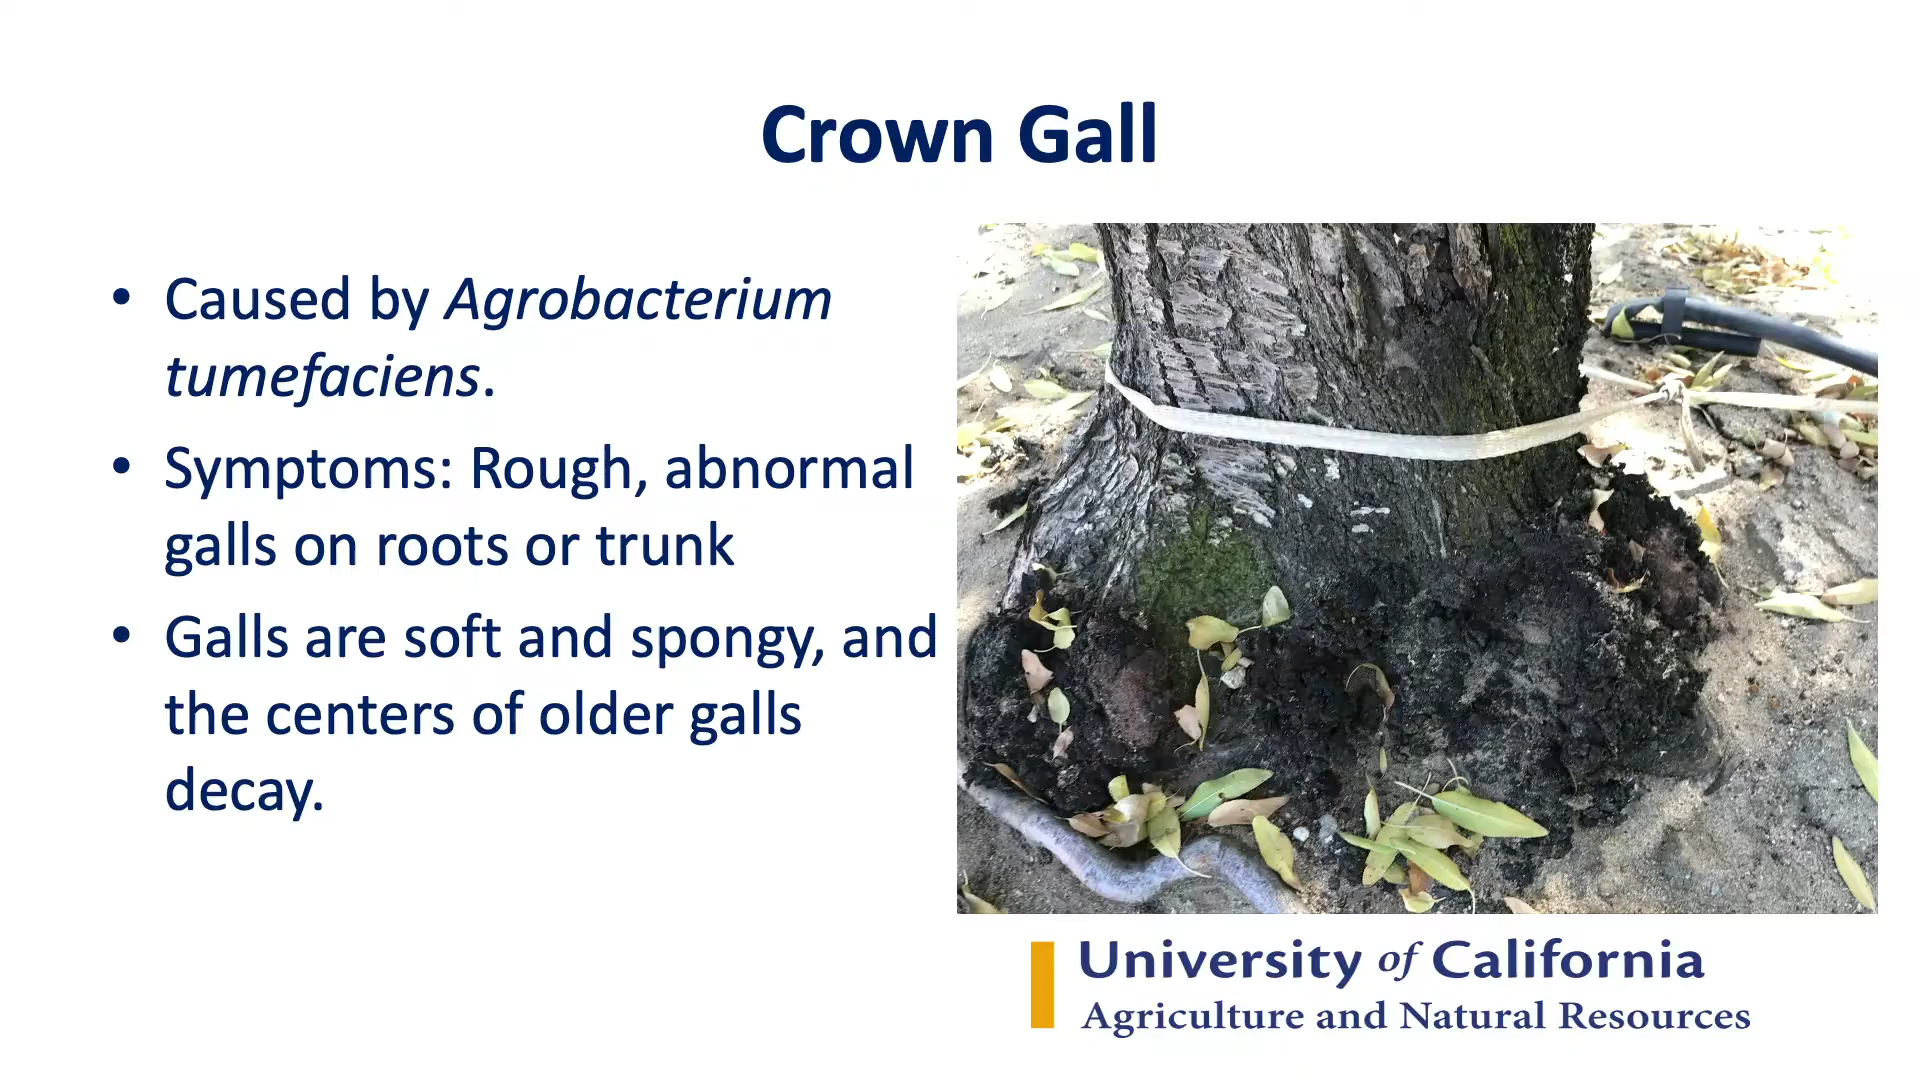 Crown Gall
• Caused by Agrobacterium
tumefaciens.
• Symptoms: Rough, abnormal
galls on roots or trunk
• Galls are soft and spongy, and
the centers of older galls
decay.
University of California
Agriculture and Natural Resources